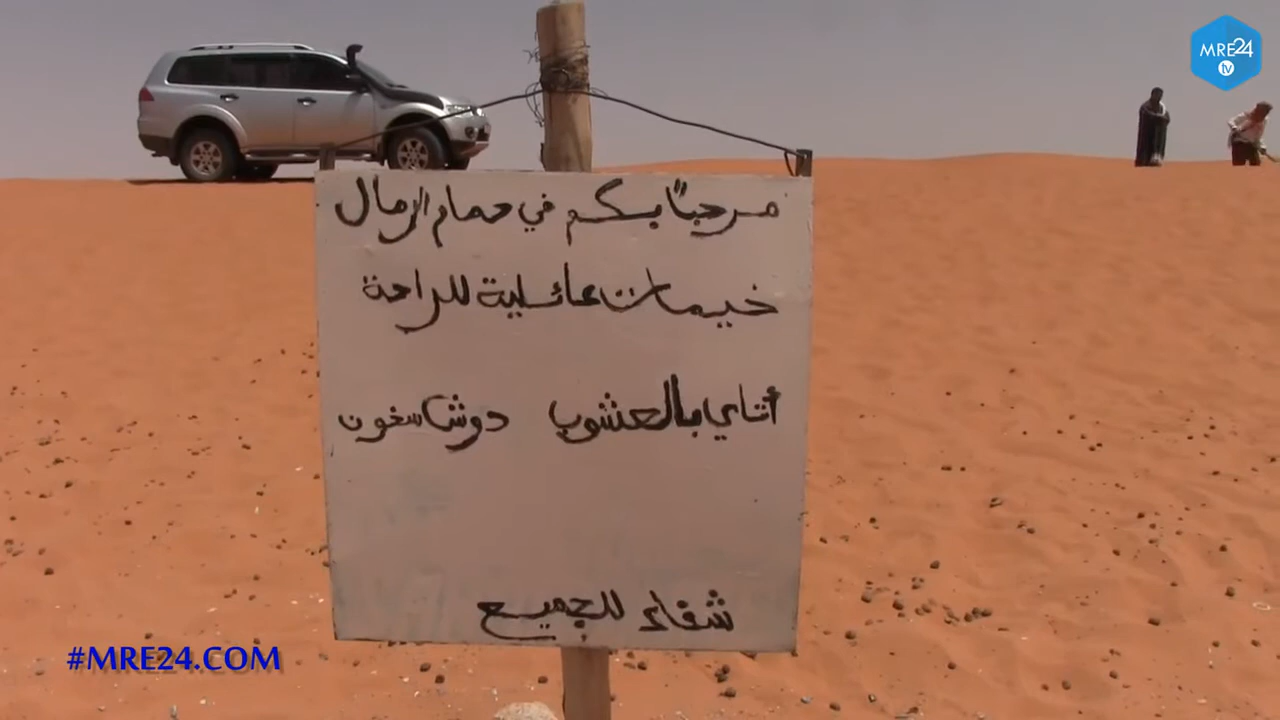 MRE24
tv
مرحباً بكم في حمام الرمال
خيمات عائلية للراحة
أتاي بالعشوب دوش سخون
شفاء للجميع
#MRE24.COM